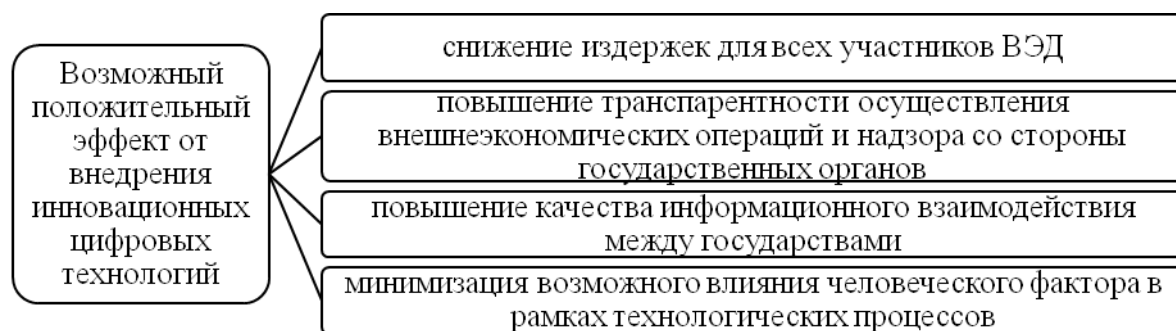 Возможный
положительный
эффект от
внедрения
инновационных
цифровых
технологий
снижение издержек для всех участников ВЭД
повышение транспарентности осуществления
внешнеэкономических операций и надзора со стороны
государственных органов
повышение качества информационного взаимодействия
между государствами
минимизация возможного влияния человеческого фактора в
рамках технологических процессов